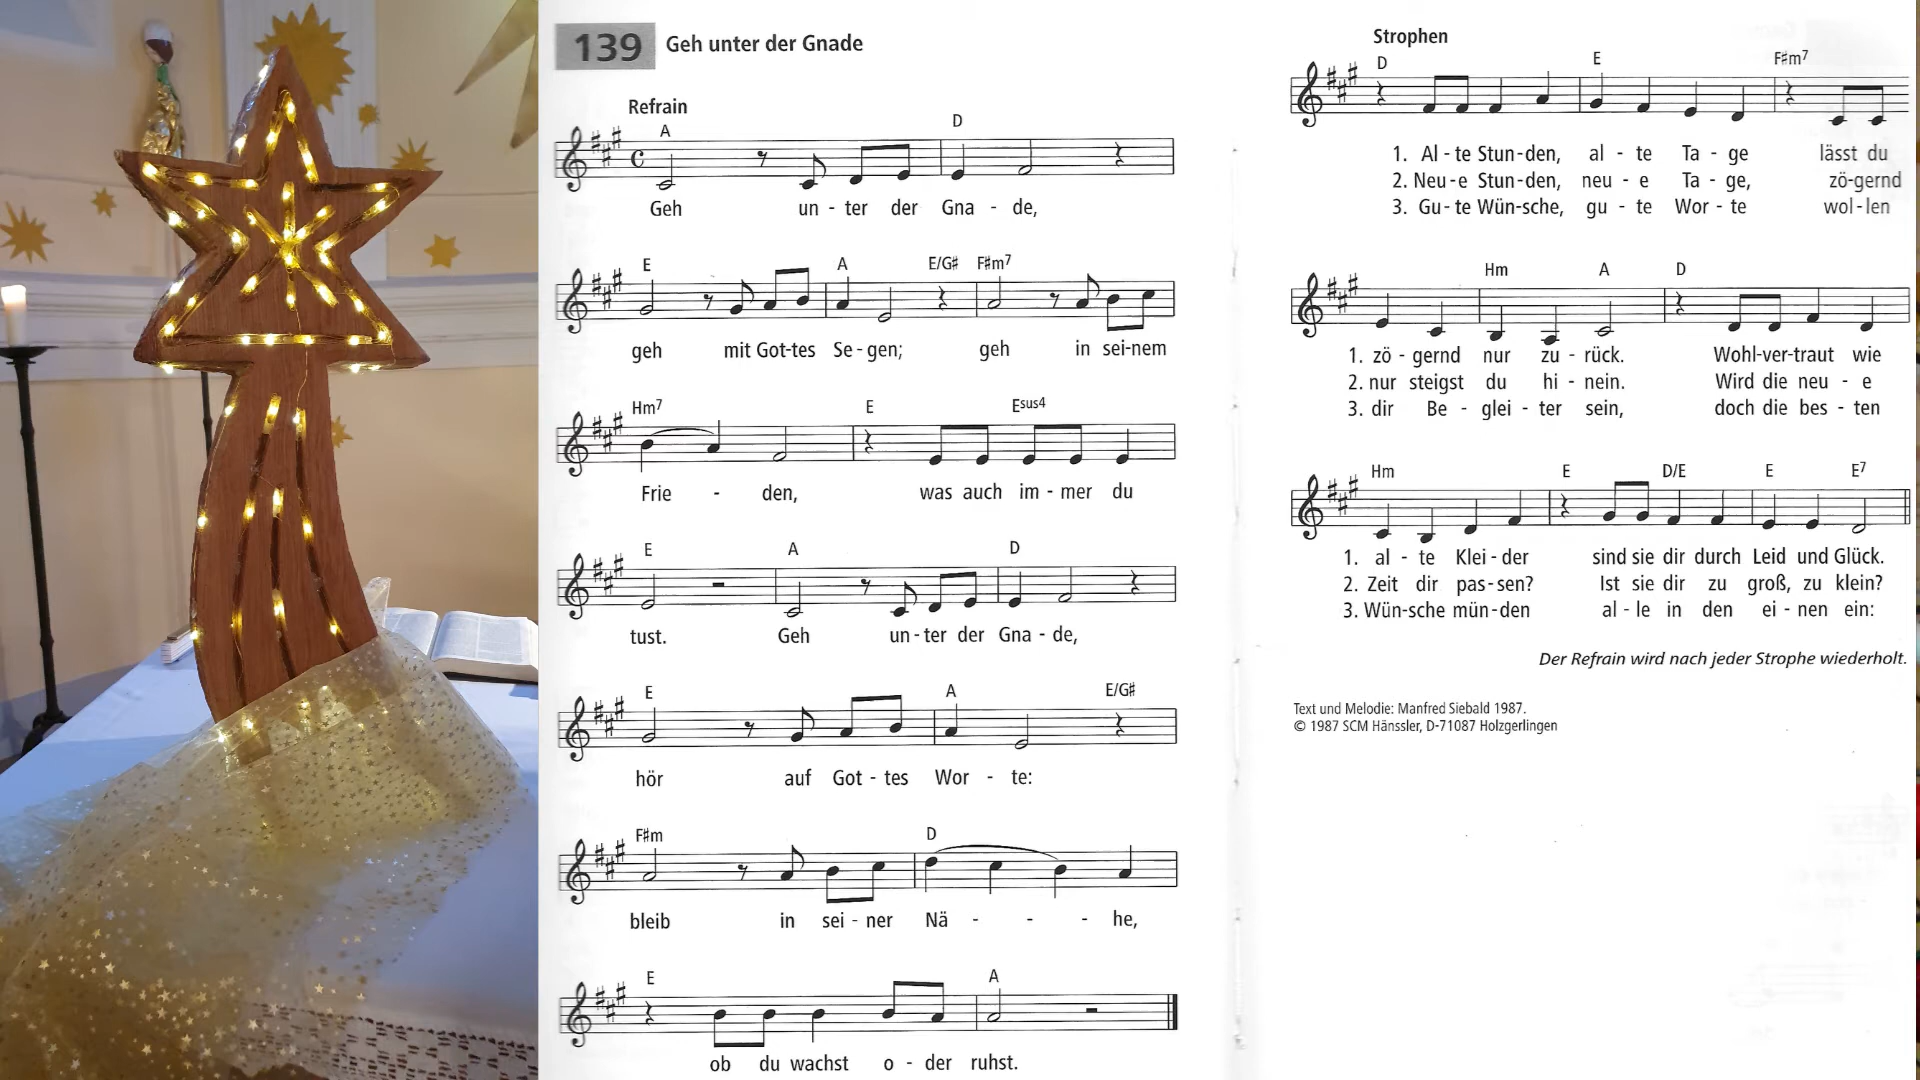 139 Geh unter der Gnade
Refrain
A D
Geh un - ter der Gna - de,
E A E/G# F#m7
geh mit Got-tes Se - gen; geh in sei-nem
Hm7 E Esus4
Frie - den, was auch im - mer du
E A D
tust. Geh un - ter der Gna - de,
E A E/G#
hör auf Got - tes Wor - te:
F#m D
bleib in sei - ner Nä - - - he,
E A
ob du wachst o - der ruhst.
Strophen
D E F#m7
1. Al - te Stun-den, al - te Ta - ge lässt du
2. Neu-e Stun-den, neu - e Ta - ge, zö-gernd
3. Gu-te Wün-sche, gu - te Wor - te wol-len
Hm A D
1. zö - gernd nur zu - rück. Wohl-ver-traut wie
2. nur steigst du hi - nein. Wird die neu - e
3. dir Be - glei - ter sein, doch die bes - ten
Hm E D/E E E7
1. al - te Klei - der sind sie dir durch Leid und Glück.
2. Zeit dir pas - sen? Ist sie dir zu groß, zu klein?
3. Wün-sche mün-den al - le in den ei - nen ein:
Der Refrain wird nach jeder Strophe wiederholt.
Text und Melodie: Manfred Siebald 1987.
© 1987 SCM Hänssler, D-71087 Holzgerlingen